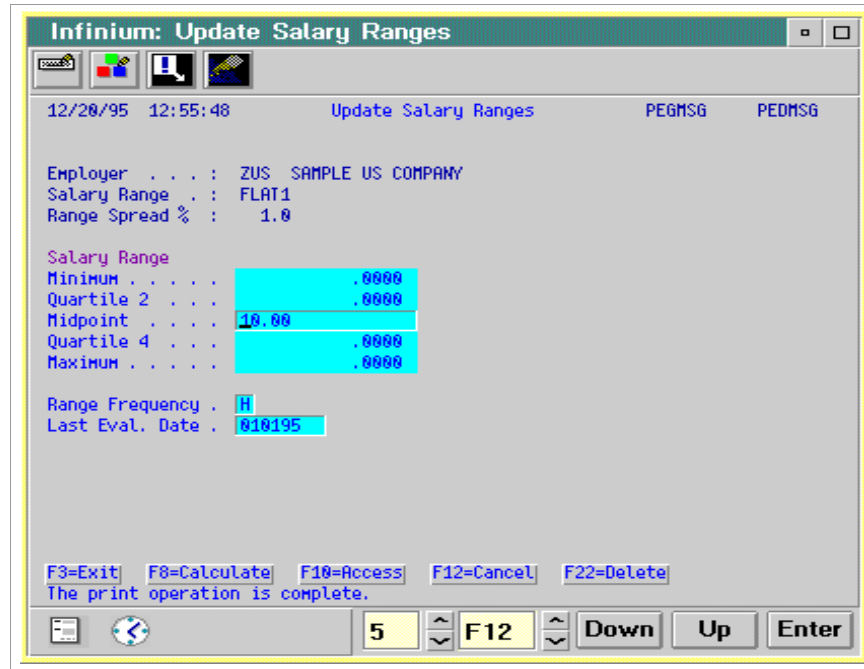 Infinium: Update Salary Ranges
12/20/95 12:55:48 Update Salary Ranges PEGMSG PEDMSG
Employer . . . : ZUS SAMPLE US COMPANY
Salary Range . : FLAT1
Range Spread % : 1.0
Salary Range
Minimum . . . . . .0000
Quartile 2 . . . .0000
Midpoint . . . . 10.00
Quartile 4 . . . .0000
Maximum . . . . . .0000
Range Frequency . H
Last Eval. Date . 010195
F3=Exit F8=Calculate F10=Access F12=Cancel F22=Delete
The print operation is complete.
5 F12 Down Up Enter